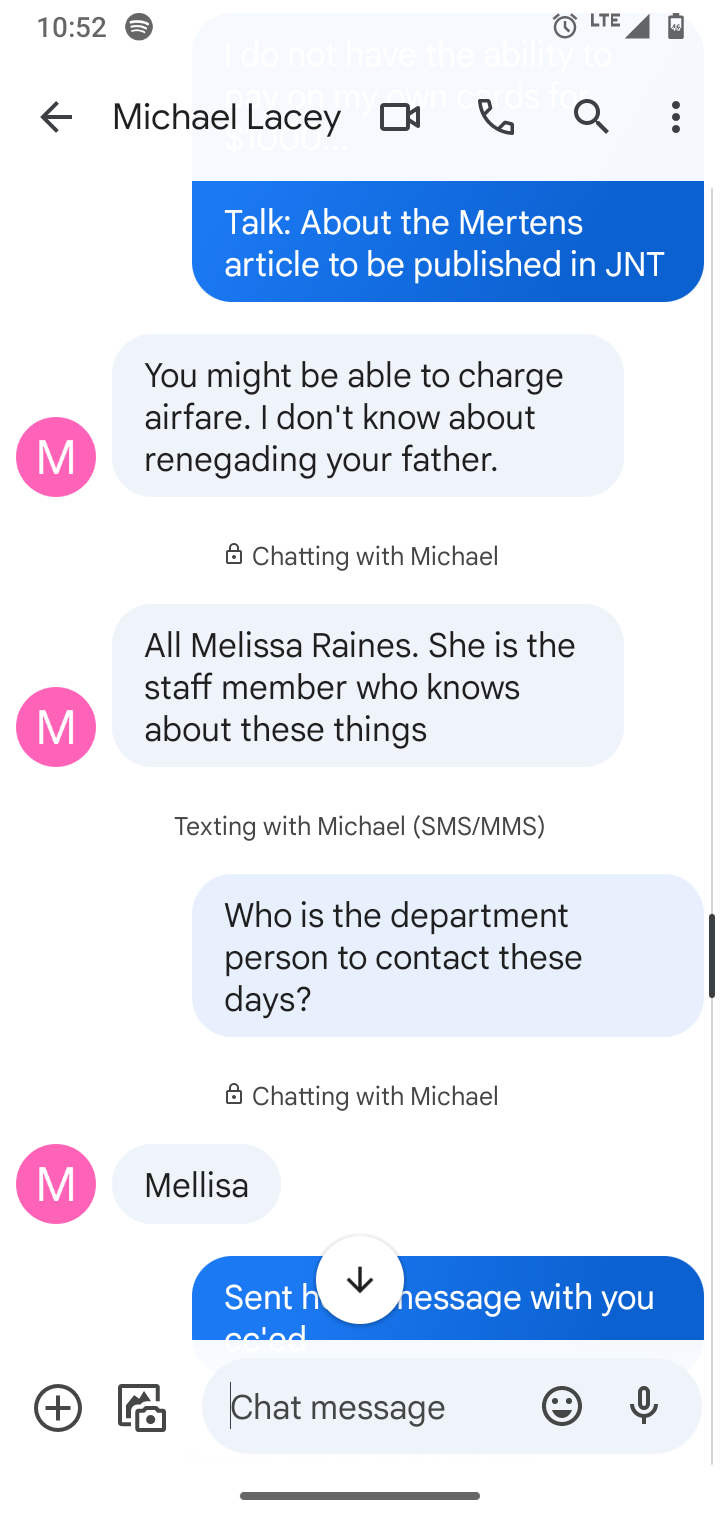 10:52
LTE
46
I do not have the ability to
pay on my own cards for
$1000...
Michael Lacey
Talk: About the Mertens
article to be published in JNT
You might be able to charge
airfare. I don't know about
renegading your father.
M
Chatting with Michael
All Melissa Raines. She is the
staff member who knows
about these things
M
Texting with Michael (SMS/MMS)
Who is the department
person to contact these
days?
Chatting with Michael
M
Mellisa
Sent message with you
cc'ed
Chat message